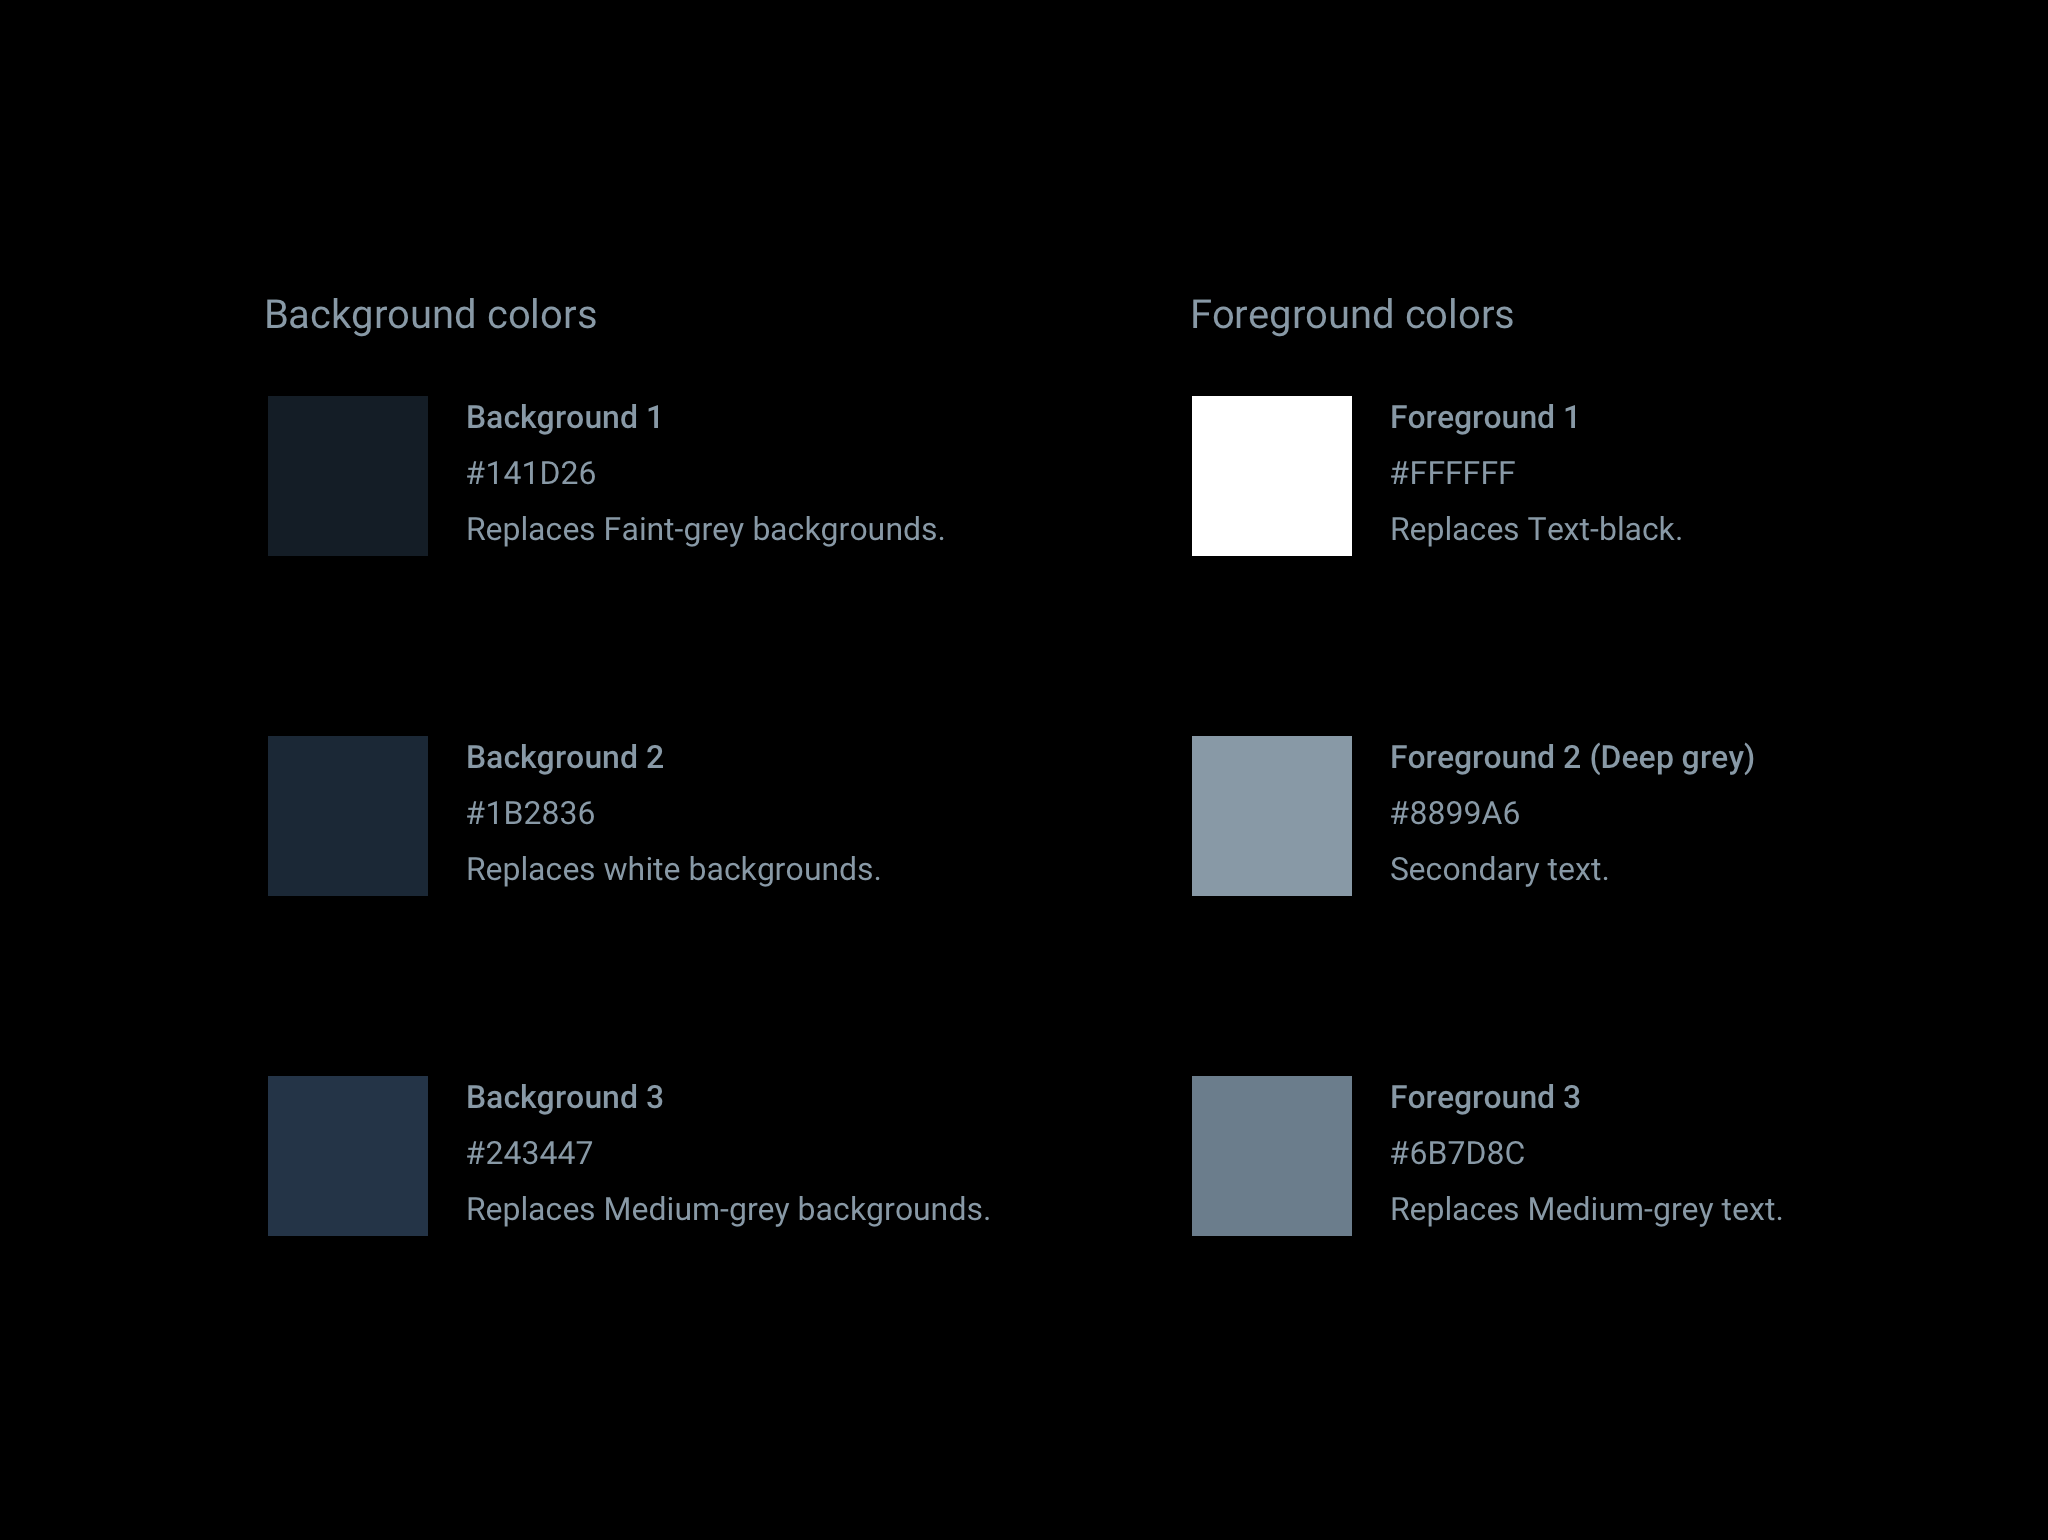 Background colors
Background 1
#141D26
Replaces Faint-grey backgrounds.
Background 2
#1B2836
Replaces white backgrounds.
Background 3
#243447
Replaces Medium-grey backgrounds.
Foreground colors
Foreground 1
#FFFFFF
Replaces Text-black.
Foreground 2 (Deep grey)
#8899A6
Secondary text.
Foreground 3
#6B7D8C
Replaces Medium-grey text.